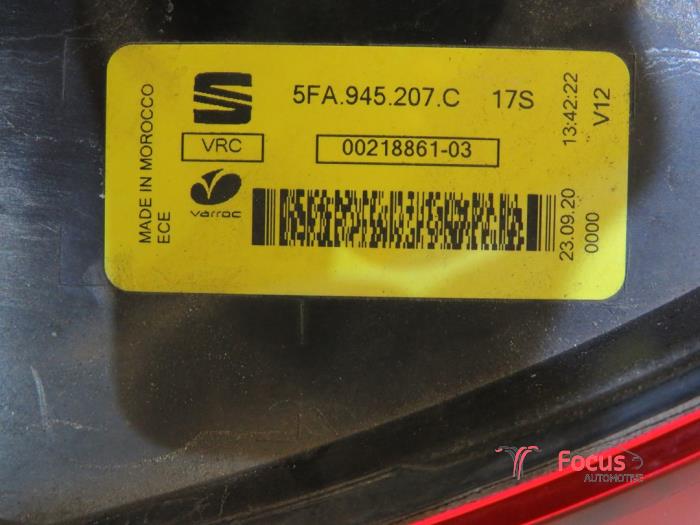 MADE IN MOROCCO
ECE
5FA.945.207.C 17S
VRC
00218861-03
varroc
23.09.20 13:42:22
0000 V12
Focus
AUTOMOTIVE